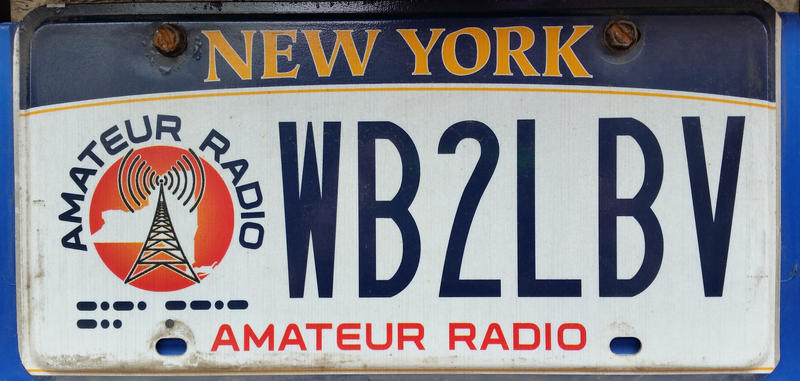 NEW YORK
AMATEUR RADIO
WB2LBV
AMATEUR RADIO